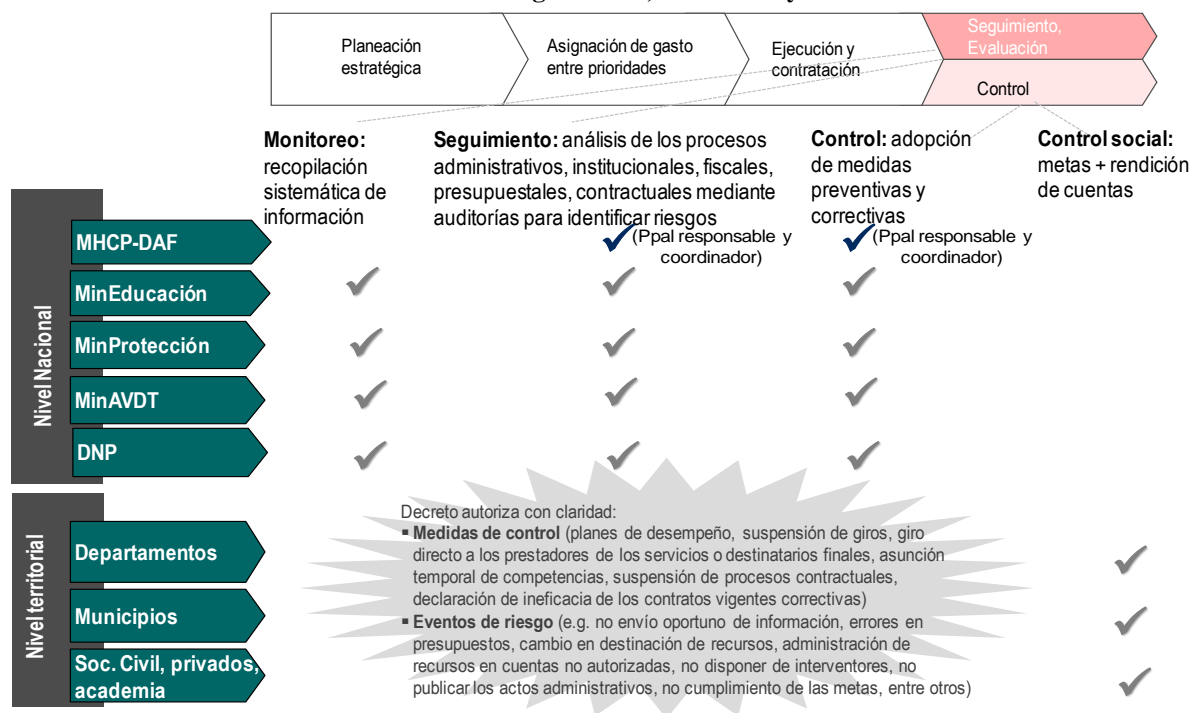 Planeación
estratégica
Asignación de gasto
entre prioridades
Ejecución y
contratación
Seguimiento,
Evaluación
Control
Monitoreo:
recopilación
sistemática de
información
Seguimiento: análisis de los procesos
administrativos, institucionales, fiscales,
presupuestales, contractuales mediante
auditorías para identificar riesgos
Control: adopción
de medidas
preventivas y
correctivas
Control social:
metas + rendición
de cuentas
Nivel Nacional
MHCP-DAF
(Ppal responsable y
coordinador)
(Ppal responsable y
coordinador)
MinEducación
MinProtección
MinAVDT
DNP
Nivel territorial
Departamentos
Municipios
Soc. Civil, privados,
academia
Decreto autoriza con claridad:
▪ Medidas de control (planes de desempeño, suspensión de giros, giro
directo a los prestadores de los servicios o destinatarios finales, asunción
temporal de competencias, suspensión de procesos contractuales,
declaración de ineficacia de los contratos vigentes correctivas)
▪ Eventos de riesgo (e.g. no envío oportuno de información, errores en
presupuestos, cambio en destinación de recursos, administración de
recursos en cuentas no autorizadas, no disponer de interventores, no
publicar los actos administrativos, no cumplimiento de las metas, entre otros)